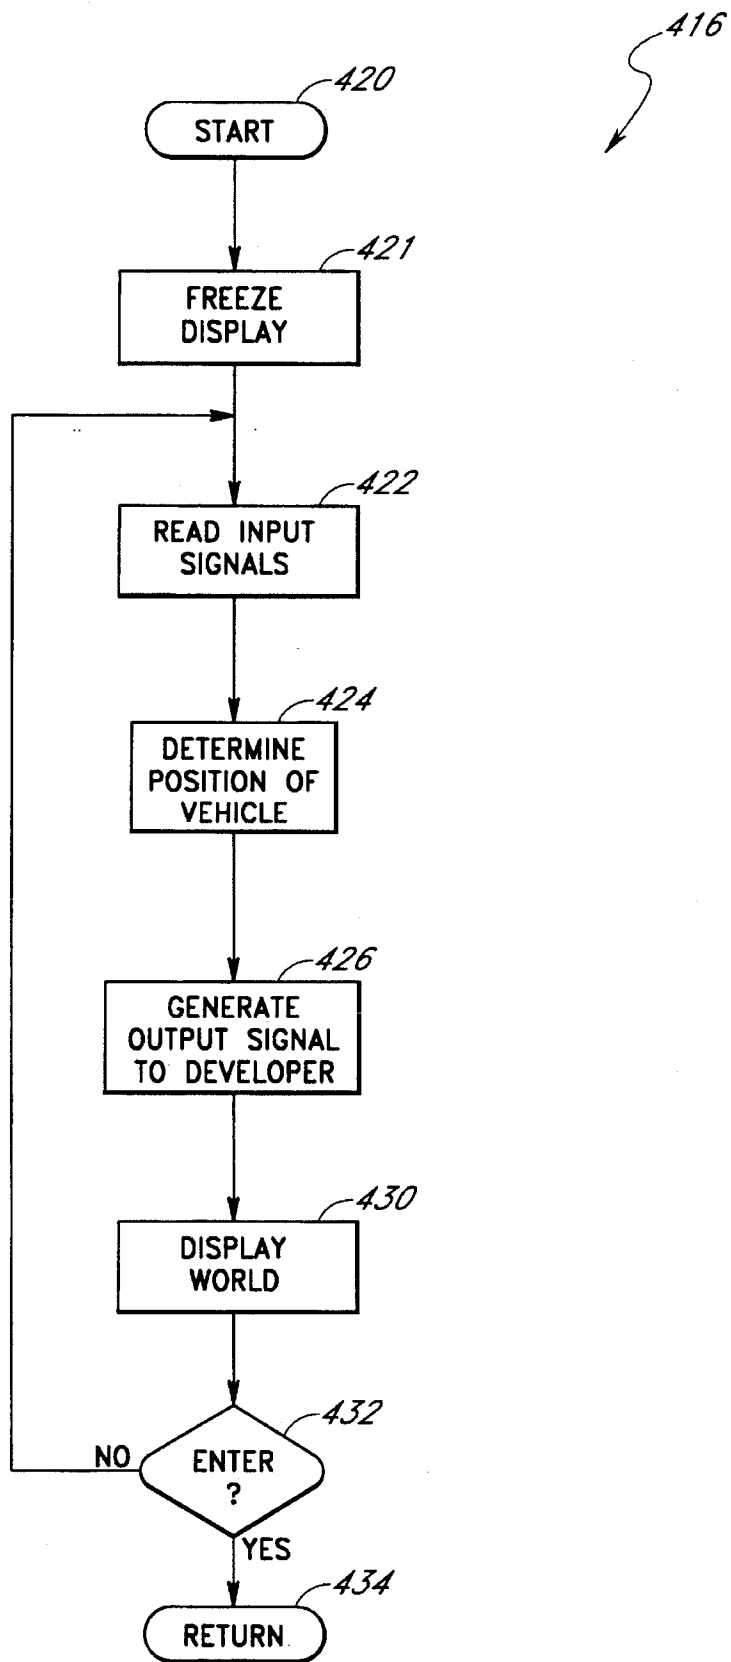 416
420
START
421
FREEZE
DISPLAY
422
READ INPUT
SIGNALS
424
DETERMINE
POSITION OF
VEHICLE
426
GENERATE
OUTPUT SIGNAL
TO DEVELOPER
430
DISPLAY
WORLD
432
NO
ENTER
?
YES
434
RETURN